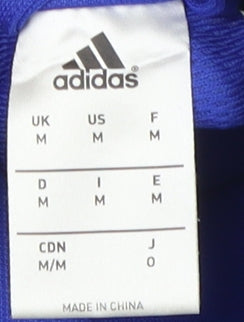 adidas
UK US F
M M M
D I E
M M M
CDN J
M/M O
MADE IN CHINA